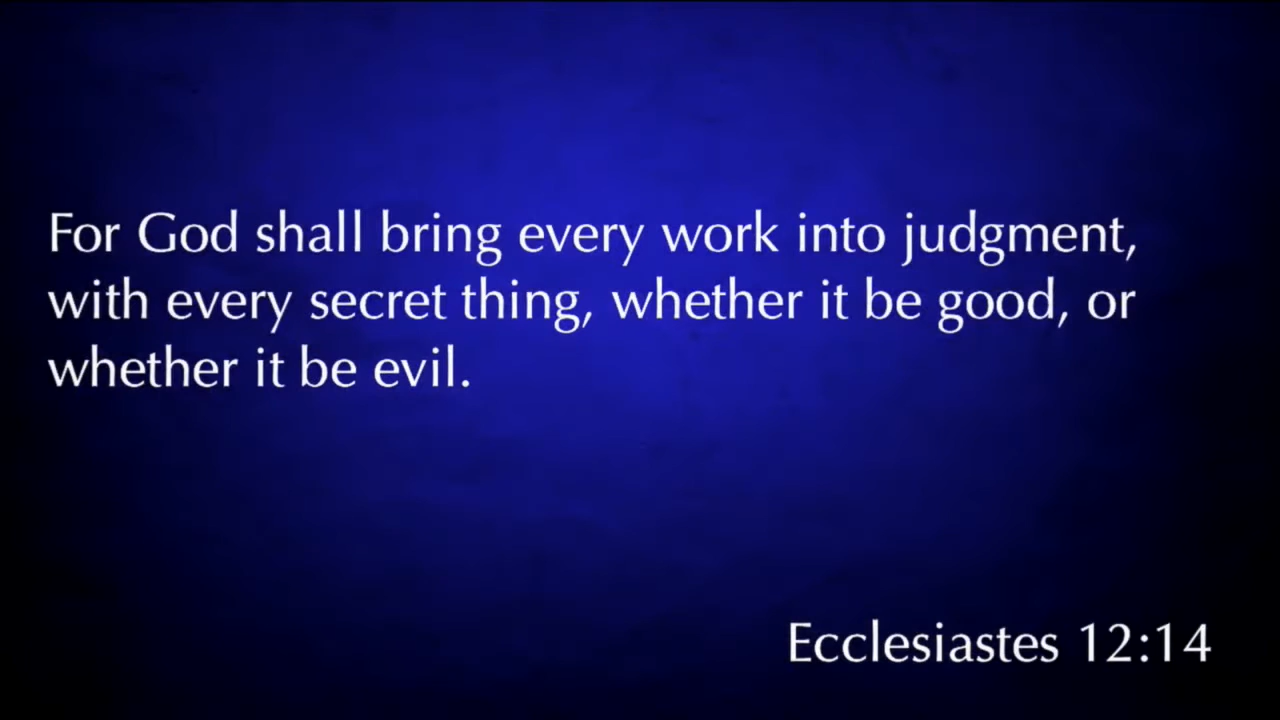 For God shall bring every work into judgment,
with every secret thing, whether it be good, or
whether it be evil.
Ecclesiastes 12:14